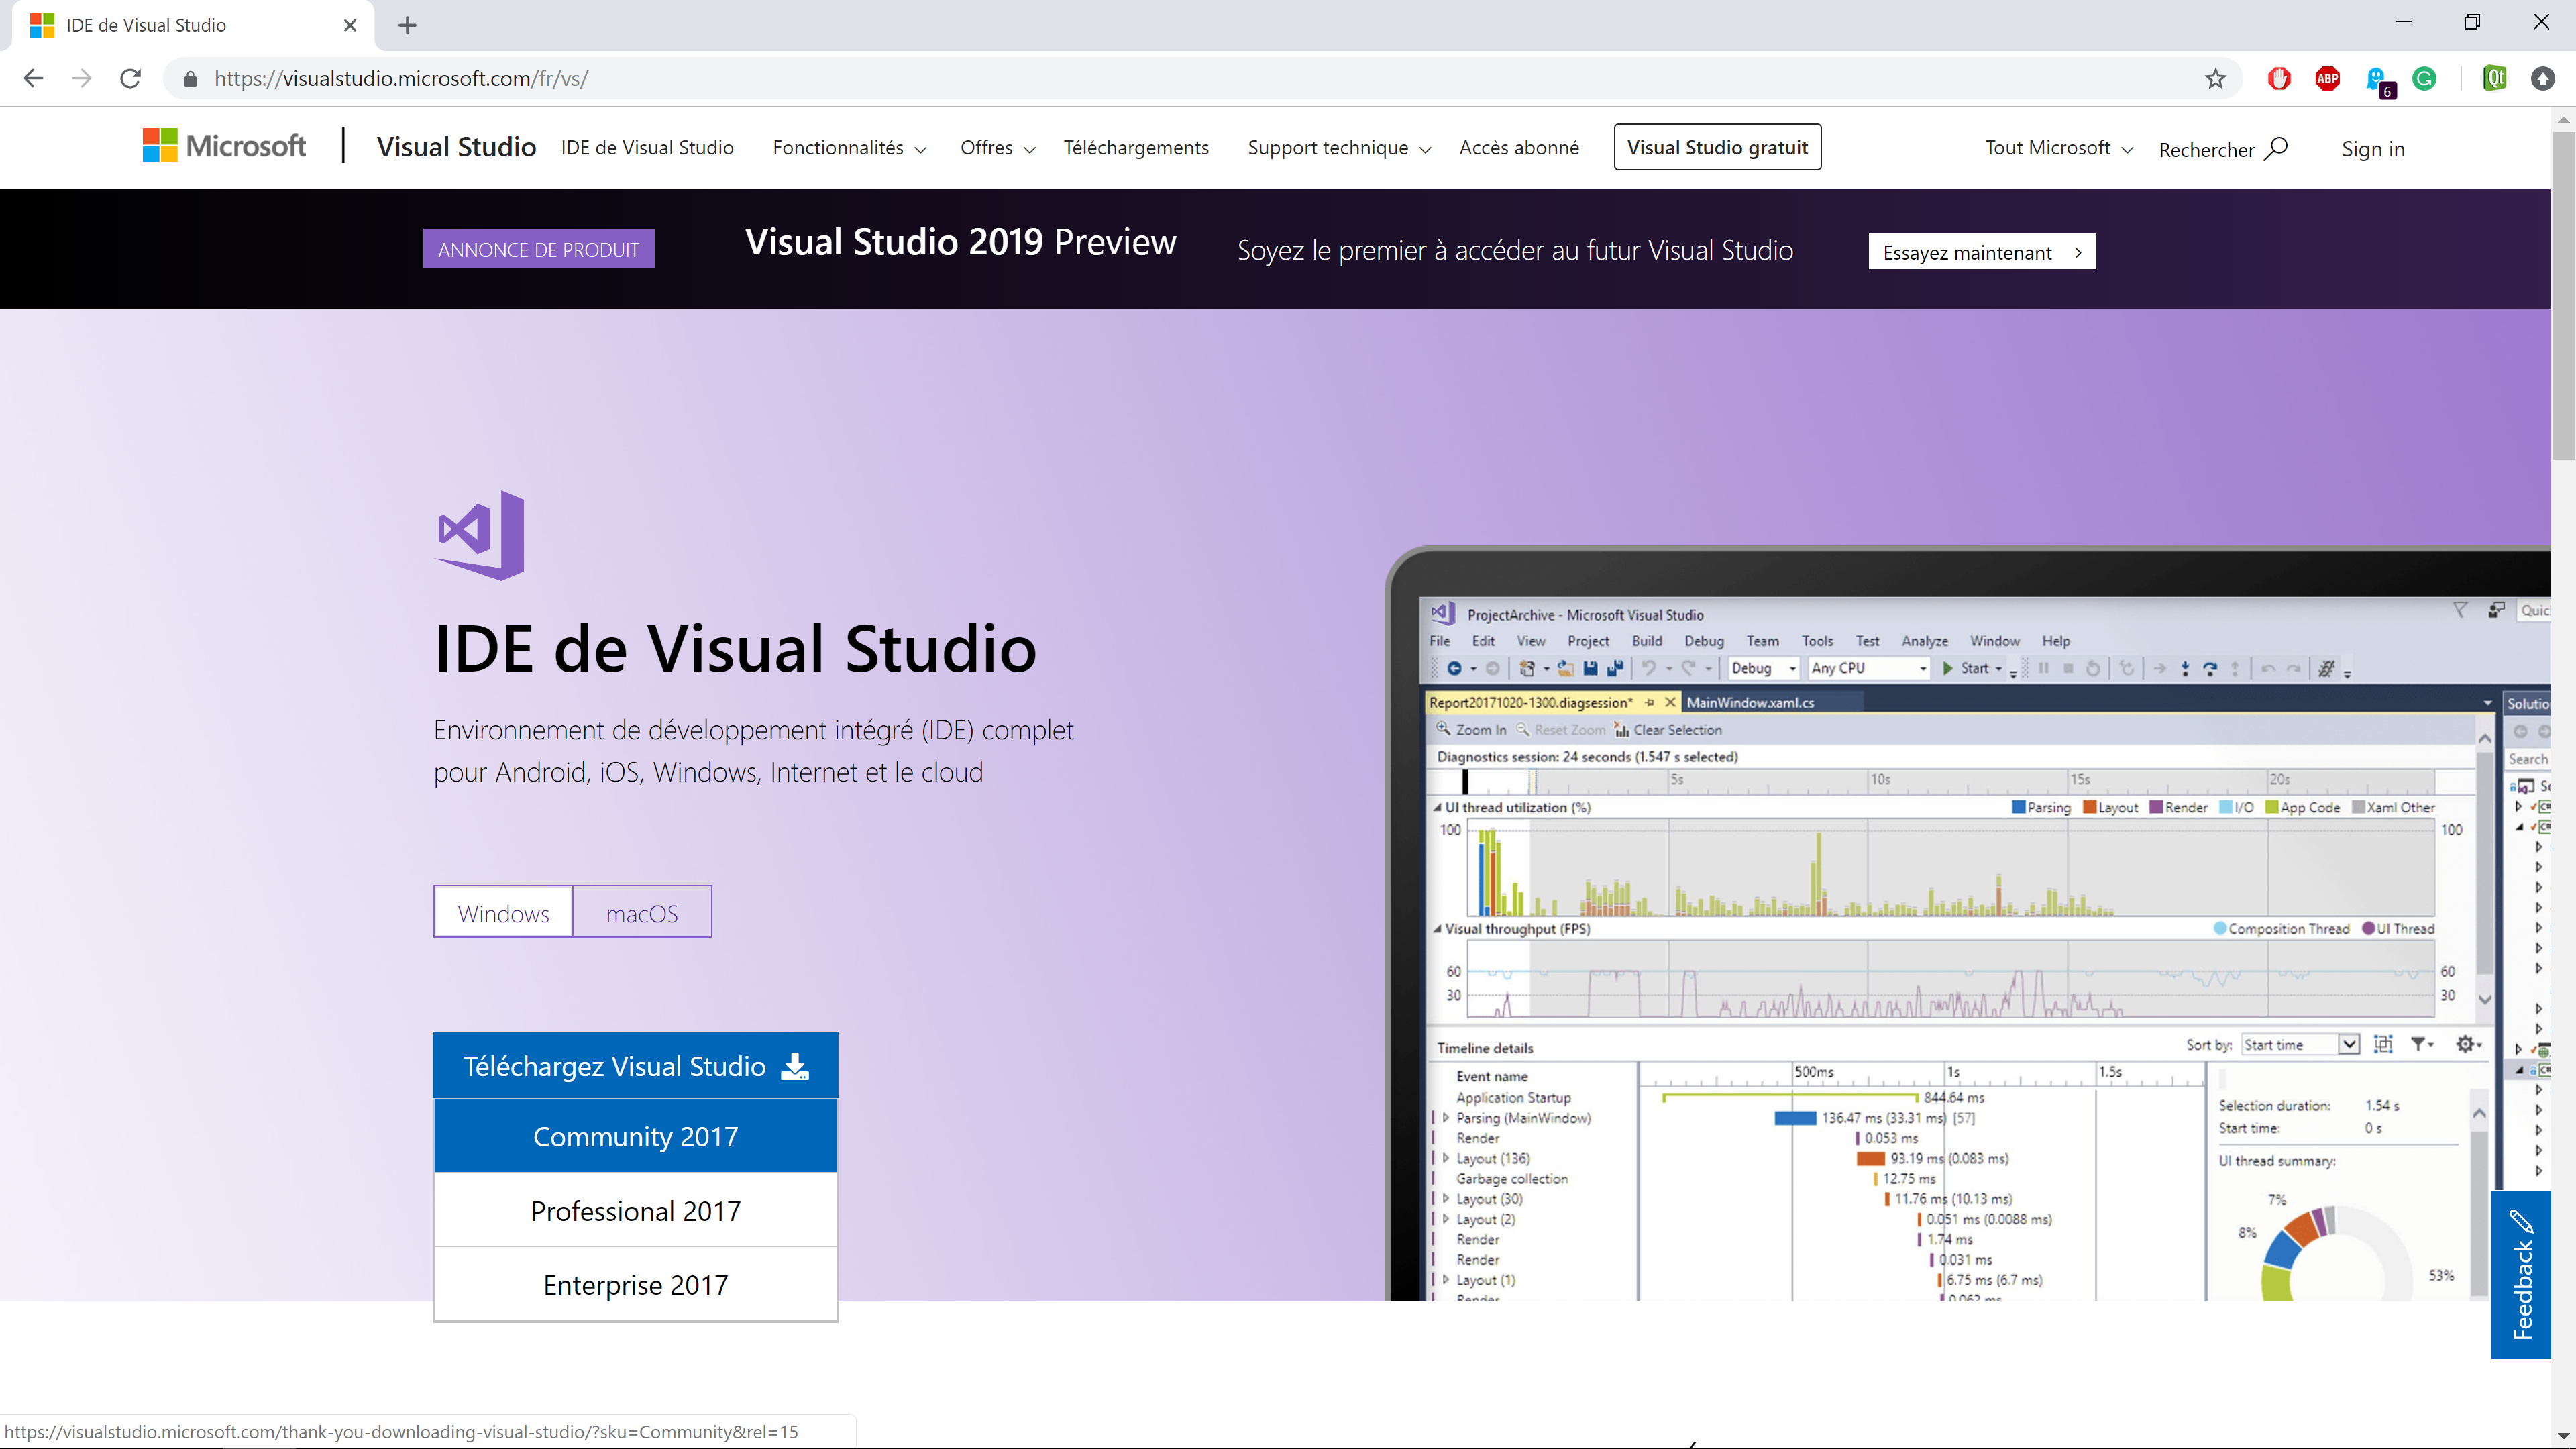 IDE de Visual Studio
https://visualstudio.microsoft.com/fr/vs/
ABP
6
Qt
Microsoft
Visual Studio
IDE de Visual Studio
Fonctionnalités
Offres
Téléchargements
Support technique
Accès abonné
Visual Studio gratuit
Tout Microsoft
Rechercher
Sign in
ANNONCE DE PRODUIT
Visual Studio 2019 Preview
Soyez le premier à accéder au futur Visual Studio
Essayez maintenant
IDE de Visual Studio
Environnement de développement intégré (IDE) complet
pour Android, iOS, Windows, Internet et le cloud
Windows
macOS
Téléchargez Visual Studio
Community 2017
Professional 2017
Enterprise 2017
ProjectArchive - Microsoft Visual Studio
File Edit View Project Build Debug Team Tools Test Analyze Window Help
Debug Any CPU Start
Report20171020-1300.diagsession* MainWindow.xaml.cs
Zoom In Reset Zoom Clear Selection
Search
Diagnostics session: 24 seconds (1.547 s selected)
5s 10s 15s 20s
UI thread utilization (%)
Parsing Layout Render I/O App Code Xaml Other
100 100
Visual throughput (FPS)
Composition Thread UI Thread
60 60
30 30
Timeline details
Sort by: Start time
Event name 500ms 1s 1.5s
Application Startup 844.64 ms
Parsing (MainWindow) 136.47 ms (33.31 ms) [57]
Render 0.053 ms
Layout (136) 93.19 ms (0.083 ms)
Garbage collection 12.75 ms
Layout (30) 11.76 ms (10.13 ms)
Layout (2) 0.051 ms (0.0088 ms)
Render 1.74 ms
Render 0.031 ms
Layout (1) 6.75 ms (6.7 ms)
Render 0.062 ms
Selection duration: 1.54 s
Start time: 0 s
UI thread summary:
7%
8%
53%
Feedback
https://visualstudio.microsoft.com/thank-you-downloading-visual-studio/?sku=Community&rel=15